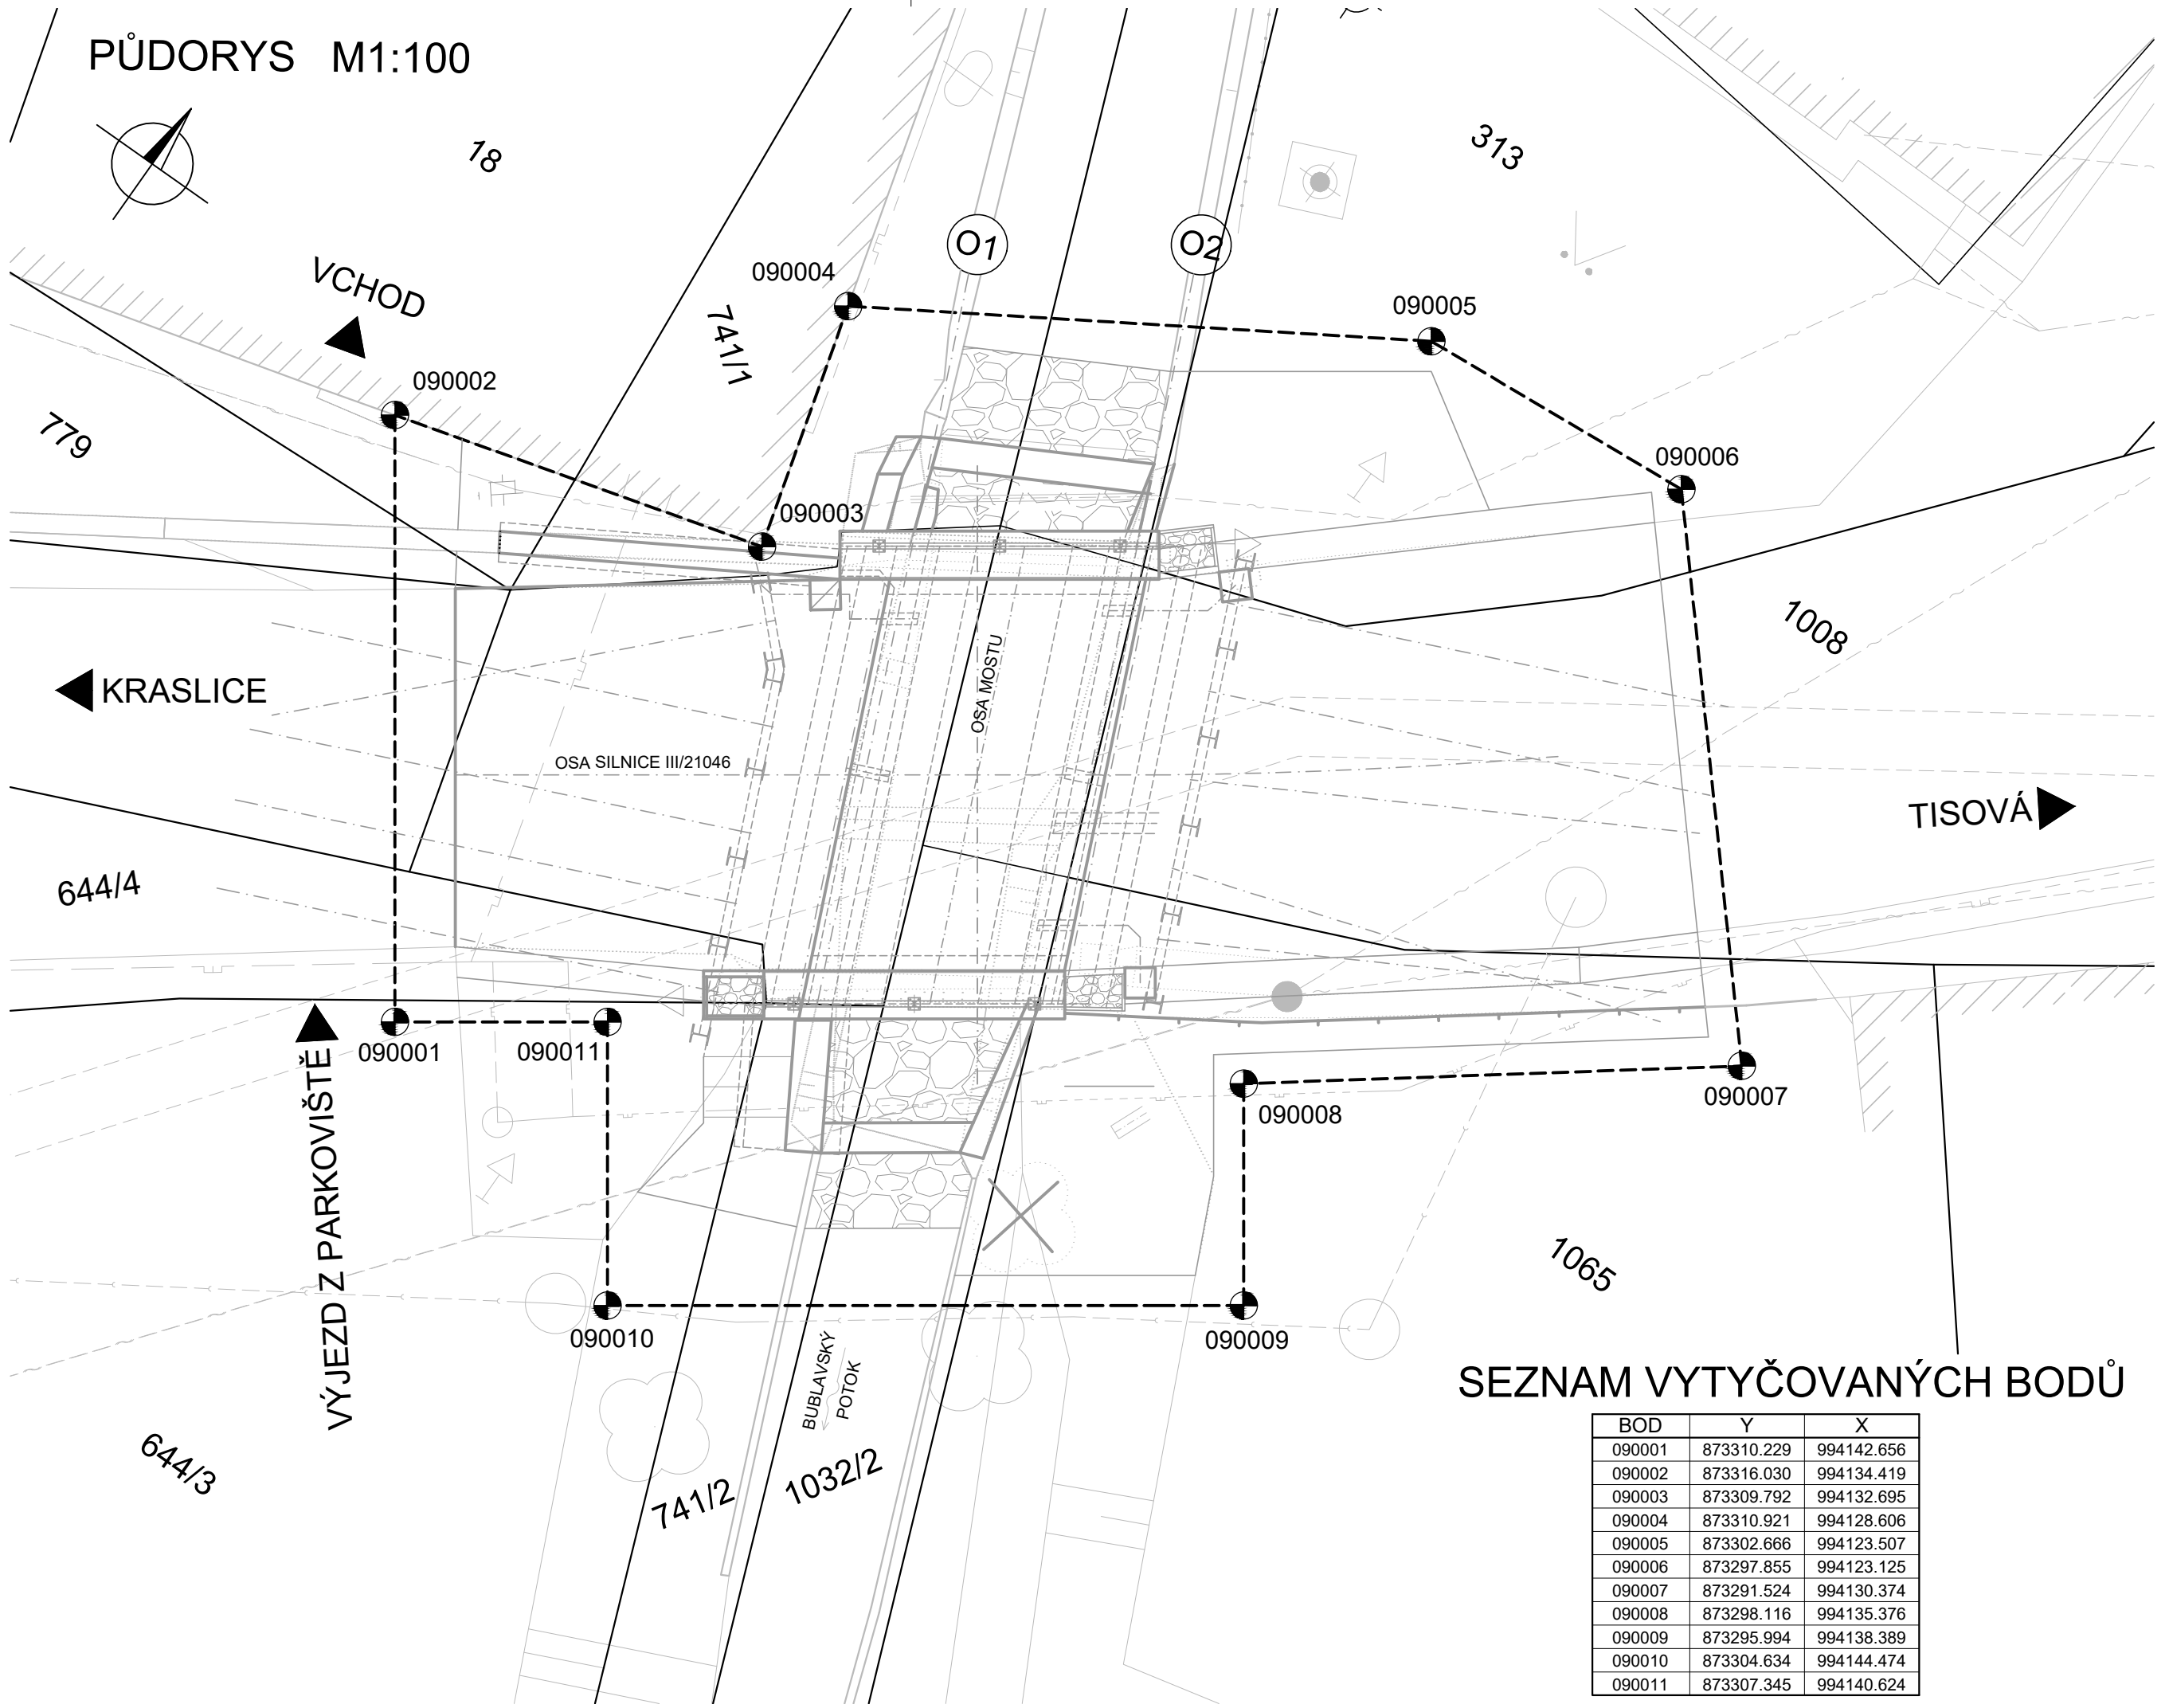 PŮDORYS M1:100
18
313
O1
O2
VCHOD
090004
741/1
090005
090002
779
090006
090003
1008
OSA MOSTU
KRASLICE
OSA SILNICE III/21046
TISOVÁ
644/4
090001
090011
090007
090008
VÝJEZD Z PARKOVIŠTĚ
1065
090010
090009
BUBLAVSKÝ
POTOK
644/3
741/2
1032/2
SEZNAM VYTYČOVANÝCH BODŮ
BOD Y X
090001 873310.229 994142.656
090002 873316.030 994134.419
090003 873309.792 994132.695
090004 873310.921 994128.606
090005 873302.666 994123.507
090006 873297.855 994123.125
090007 873291.524 994130.374
090008 873298.116 994135.376
090009 873295.994 994138.389
090010 873304.634 994144.474
090011 873307.345 994140.624